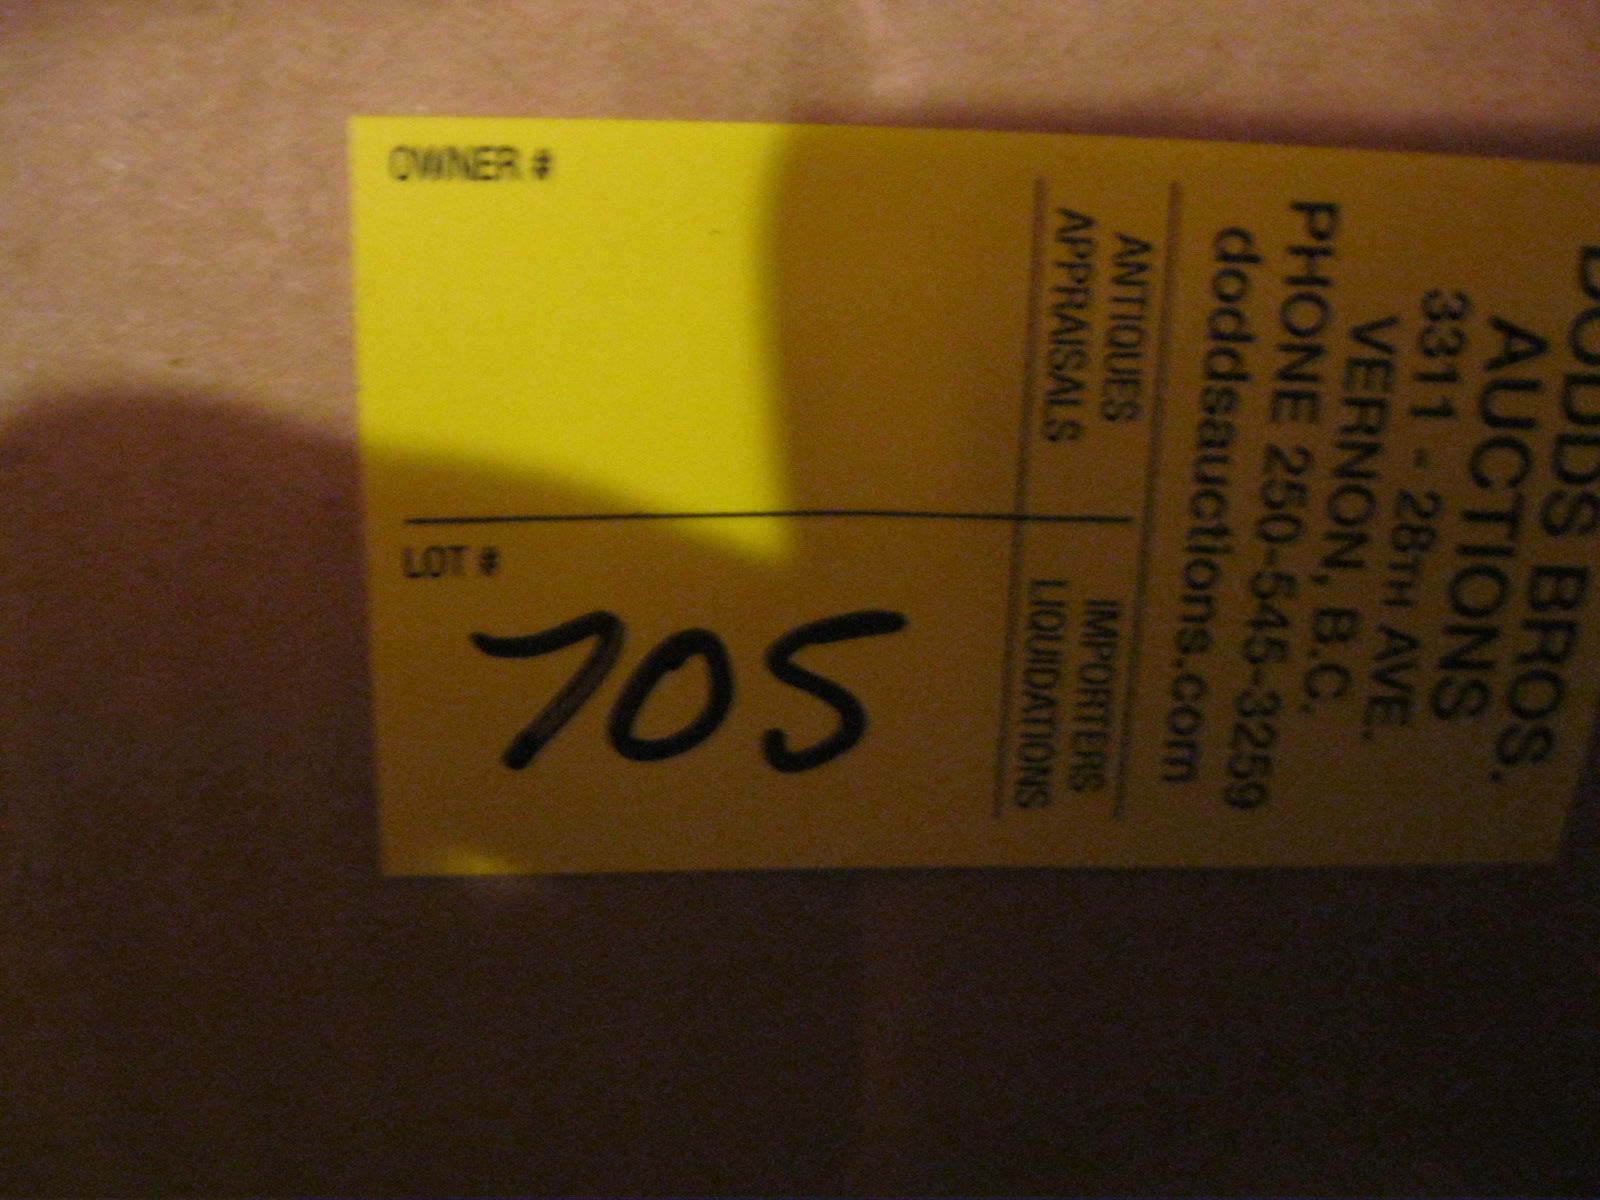 OWNER #
LOT #
705
DODDS BROS.
AUCTIONS
3311 - 28TH AVE.
VERNON, B.C.
PHONE 250-545-3259
doddsauctions.com
ANTIQUES IMPORTERS
APPRAISALS LIQUIDATIONS